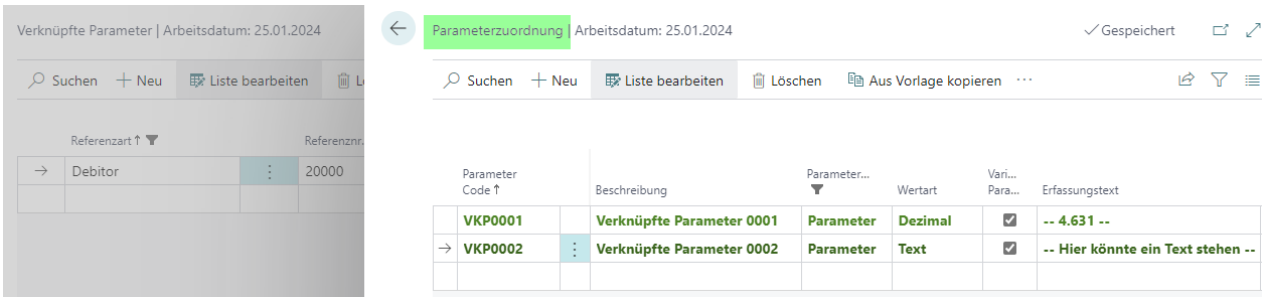 Verknüpfte Parameter | Arbeitsdatum: 25.01.2024
Suchen Neu Liste bearbeiten
Referenzart Referenznr.
Debitor 20000
Parameterzuordnung | Arbeitsdatum: 25.01.2024 Gespeichert
Suchen Neu Liste bearbeiten Löschen Aus Vorlage kopieren
Parameter Code Beschreibung Parameter... Wertart Vari... Para... Erfassungstext
VKP0001 Verknüpfte Parameter 0001 Parameter Dezimal -- 4.631 --
VKP0002 Verknüpfte Parameter 0002 Parameter Text -- Hier könnte ein Text stehen --